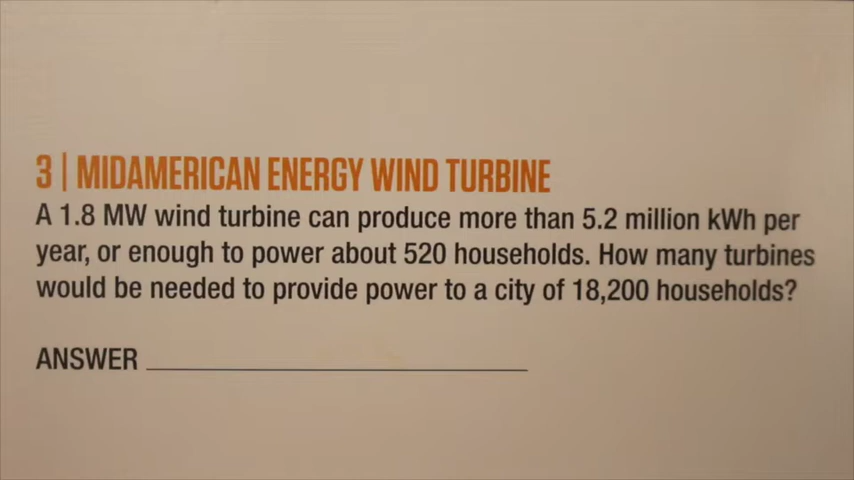 3 | MIDAMERICAN ENERGY WIND TURBINE
A 1.8 MW wind turbine can produce more than 5.2 million kWh per
year, or enough to power about 520 households. How many turbines
would be needed to provide power to a city of 18,200 households?
ANSWER